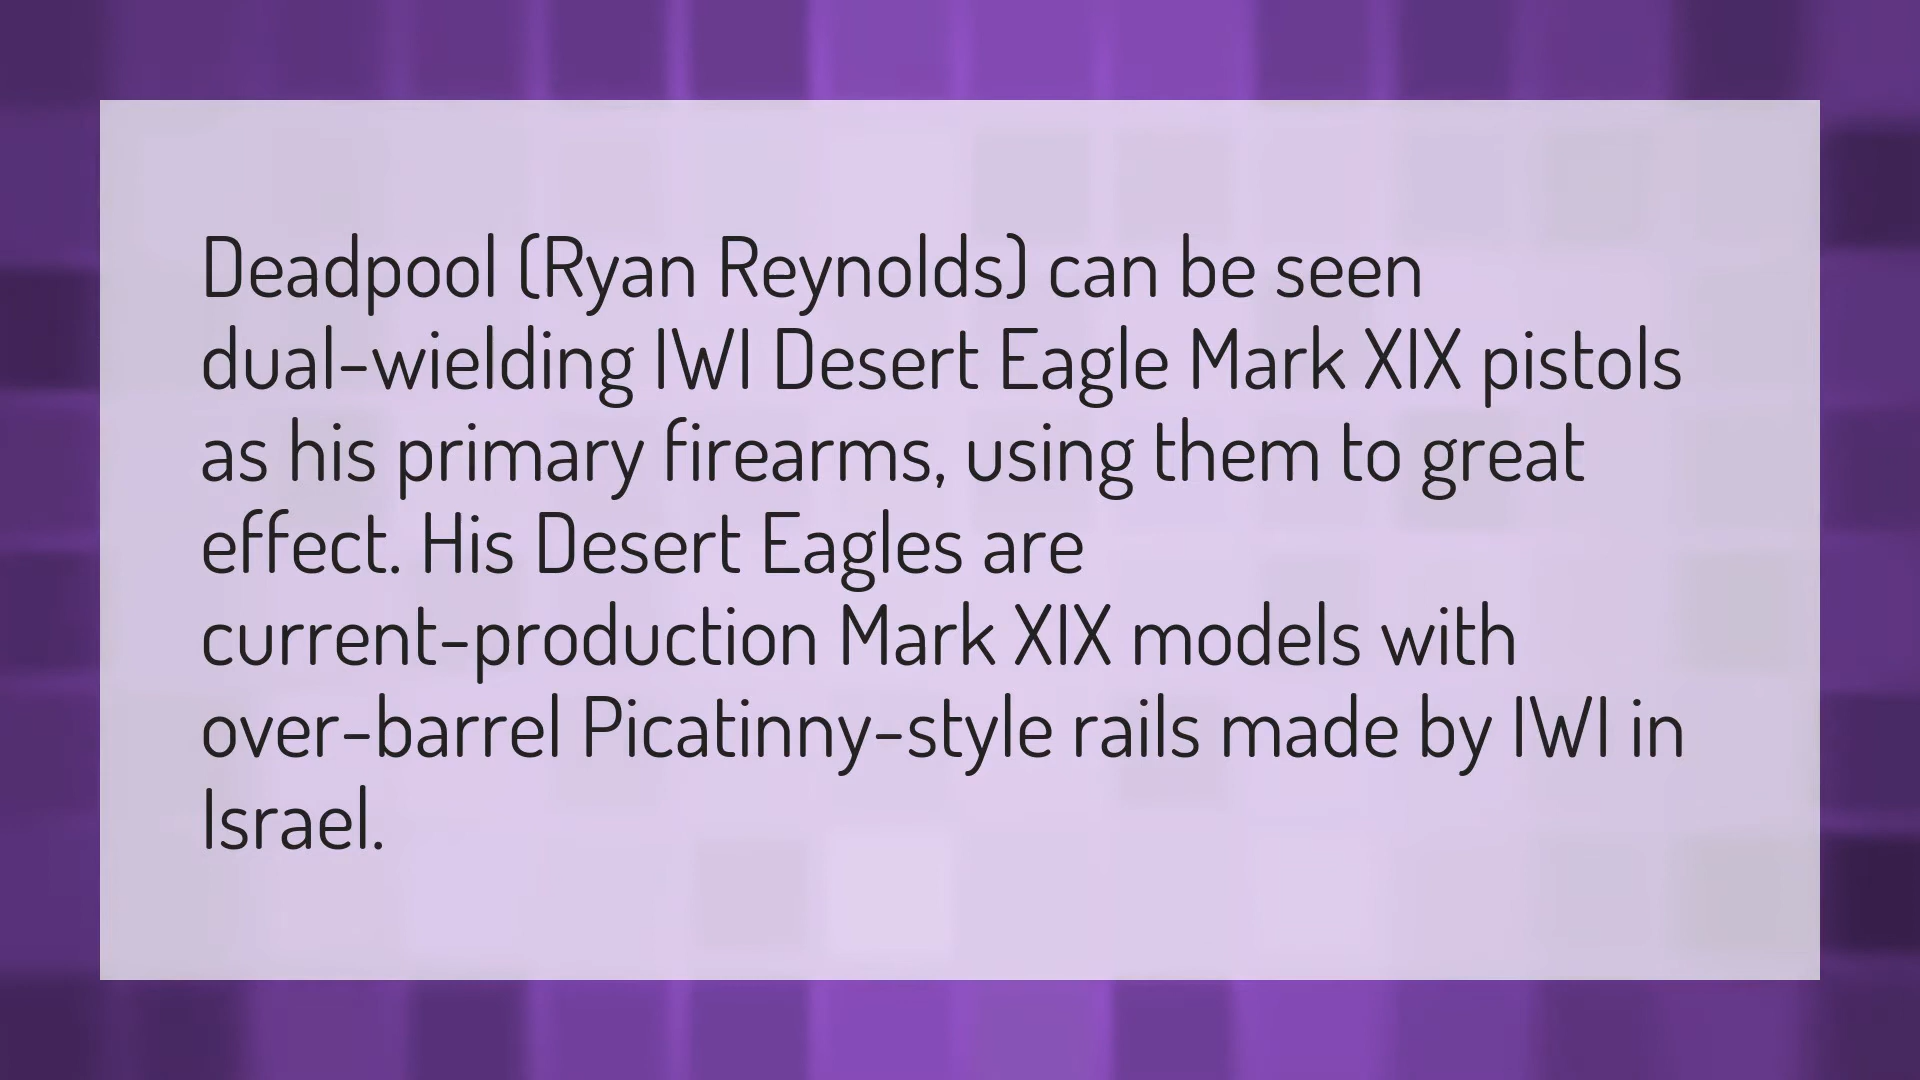 Deadpool (Ryan Reynolds) can be seen
dual-wielding IWI Desert Eagle Mark XIX pistols
as his primary firearms, using them to great
effect. His Desert Eagles are
current-production Mark XIX models with
over-barrel Picatinny-style rails made by IWI in
Israel.